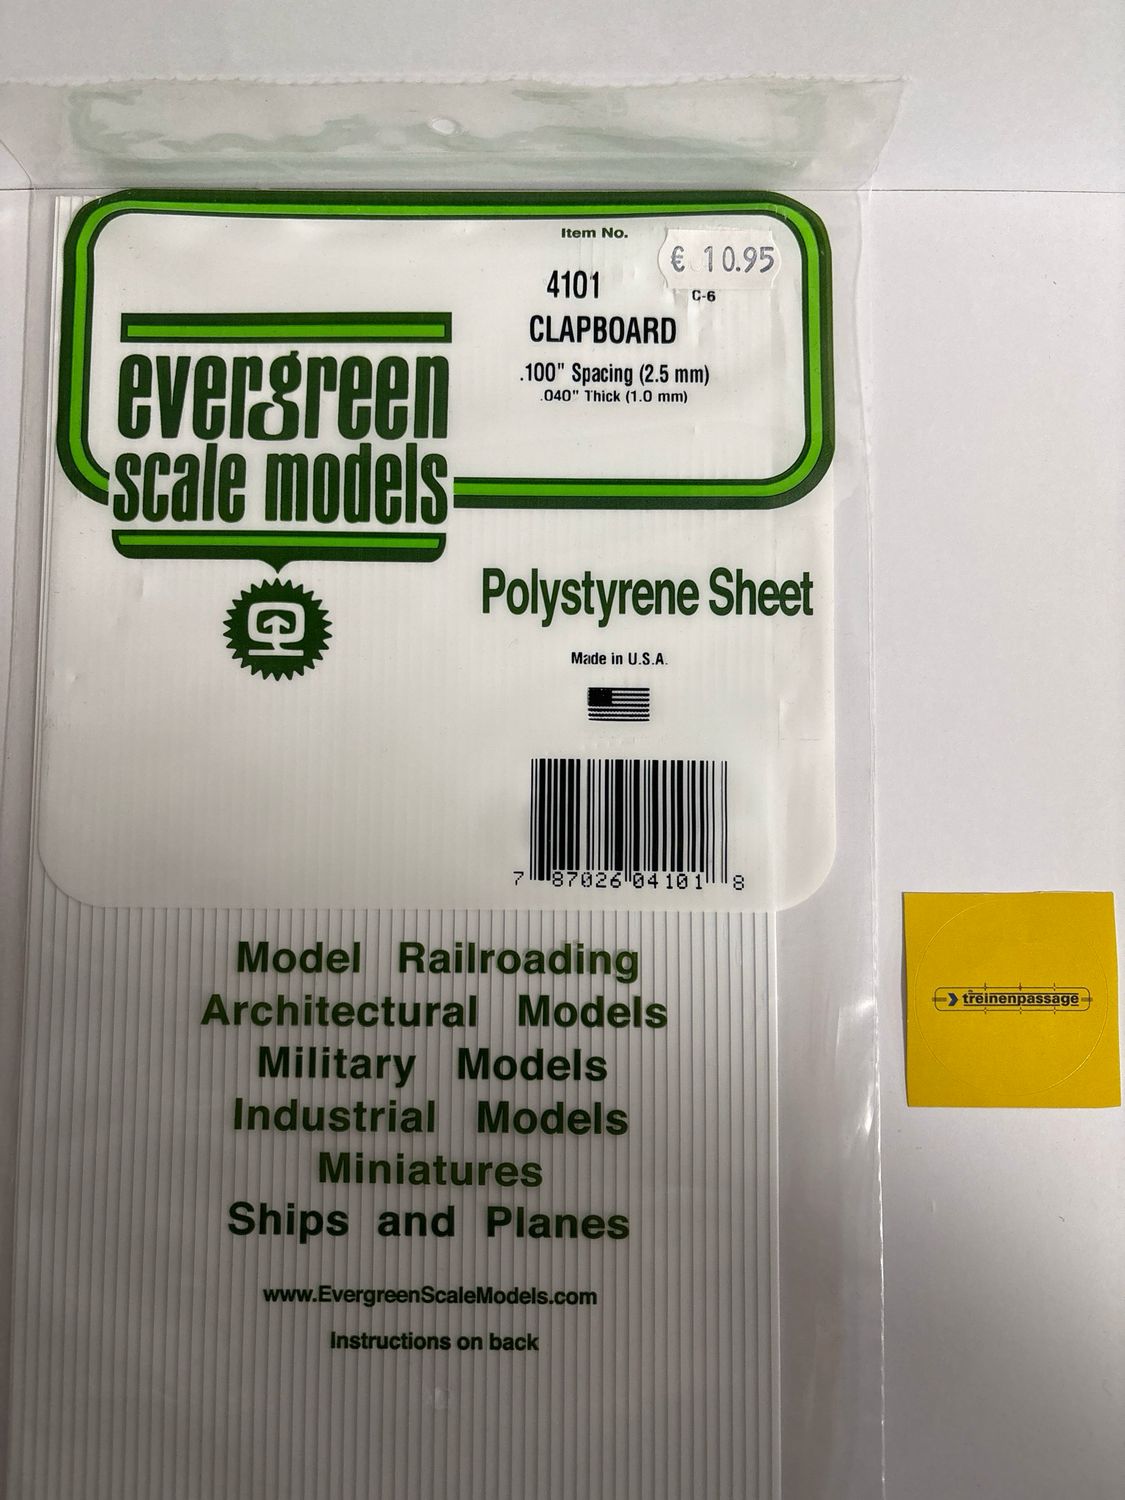 Item No.
€ 10.95
4101
C-6
CLAPBOARD
.100" Spacing (2.5 mm)
.040" Thick (1.0 mm)
evergreen
scale models
Polystyrene Sheet
Made in U.S.A.
7 87026 04101 8
Model Railroading
Architectural Models
Military Models
Industrial Models
Miniatures
Ships and Planes
www.EvergreenScaleModels.com
Instructions on back
de
treinenpassage